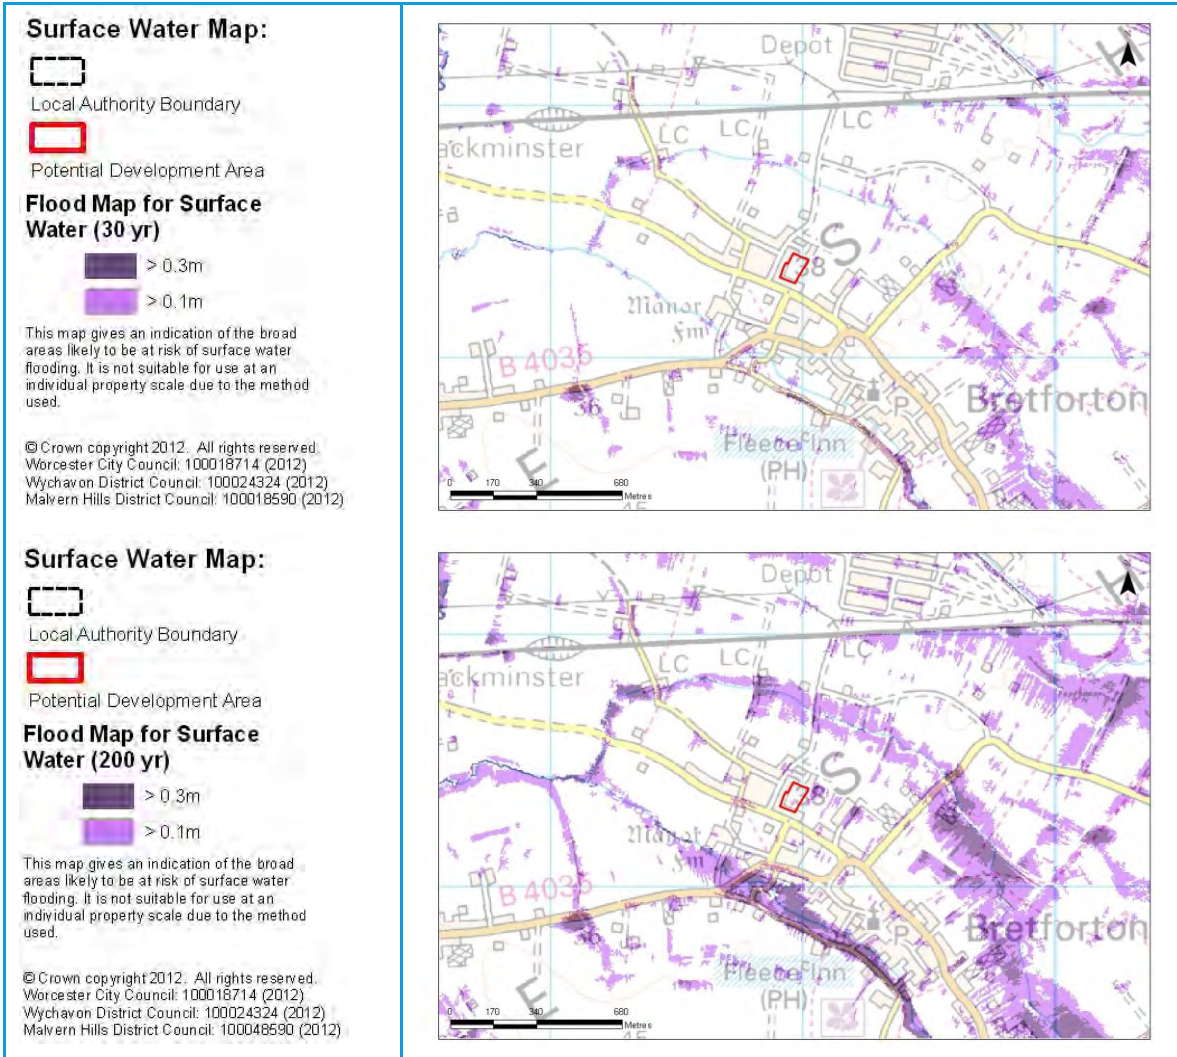 Surface Water Map:
Local Authority Boundary
Potential Development Area
Flood Map for Surface
Water (30 yr)
> 0.3m
> 0.1m
This map gives an indication of the broad
areas likely to be at risk of surface water
flooding. It is not suitable for use at an
individual property scale due to the method
used.
© Crown copyright 2012. All rights reserved.
Worcester City Council: 100018714 (2012)
Wychavon District Council: 100024324 (2012)
Malvern Hills District Council: 100018590 (2012)
Depot
H
LC
LC
LC
ackminster
S
38
Manor
Fm
B 4035
36
Bretforton
P
Fleece Inn
(PH)
E
0 170 340 680
Metres
45
Surface Water Map:
Local Authority Boundary
Potential Development Area
Flood Map for Surface
Water (200 yr)
> 0.3m
> 0.1m
This map gives an indication of the broad
areas likely to be at risk of surface water
flooding. It is not suitable for use at an
individual property scale due to the method
used.
© Crown copyright 2012. All rights reserved.
Worcester City Council: 100018714 (2012)
Wychavon District Council: 100024324 (2012)
Malvern Hills District Council: 100048590 (2012)
Depot
H
LC
LC
LC
ackminster
S
38
Manor
Fm
B 4035
36
Bretforton
P
Fleece Inn
(PH)
E
0 170 340 680
Metres
45